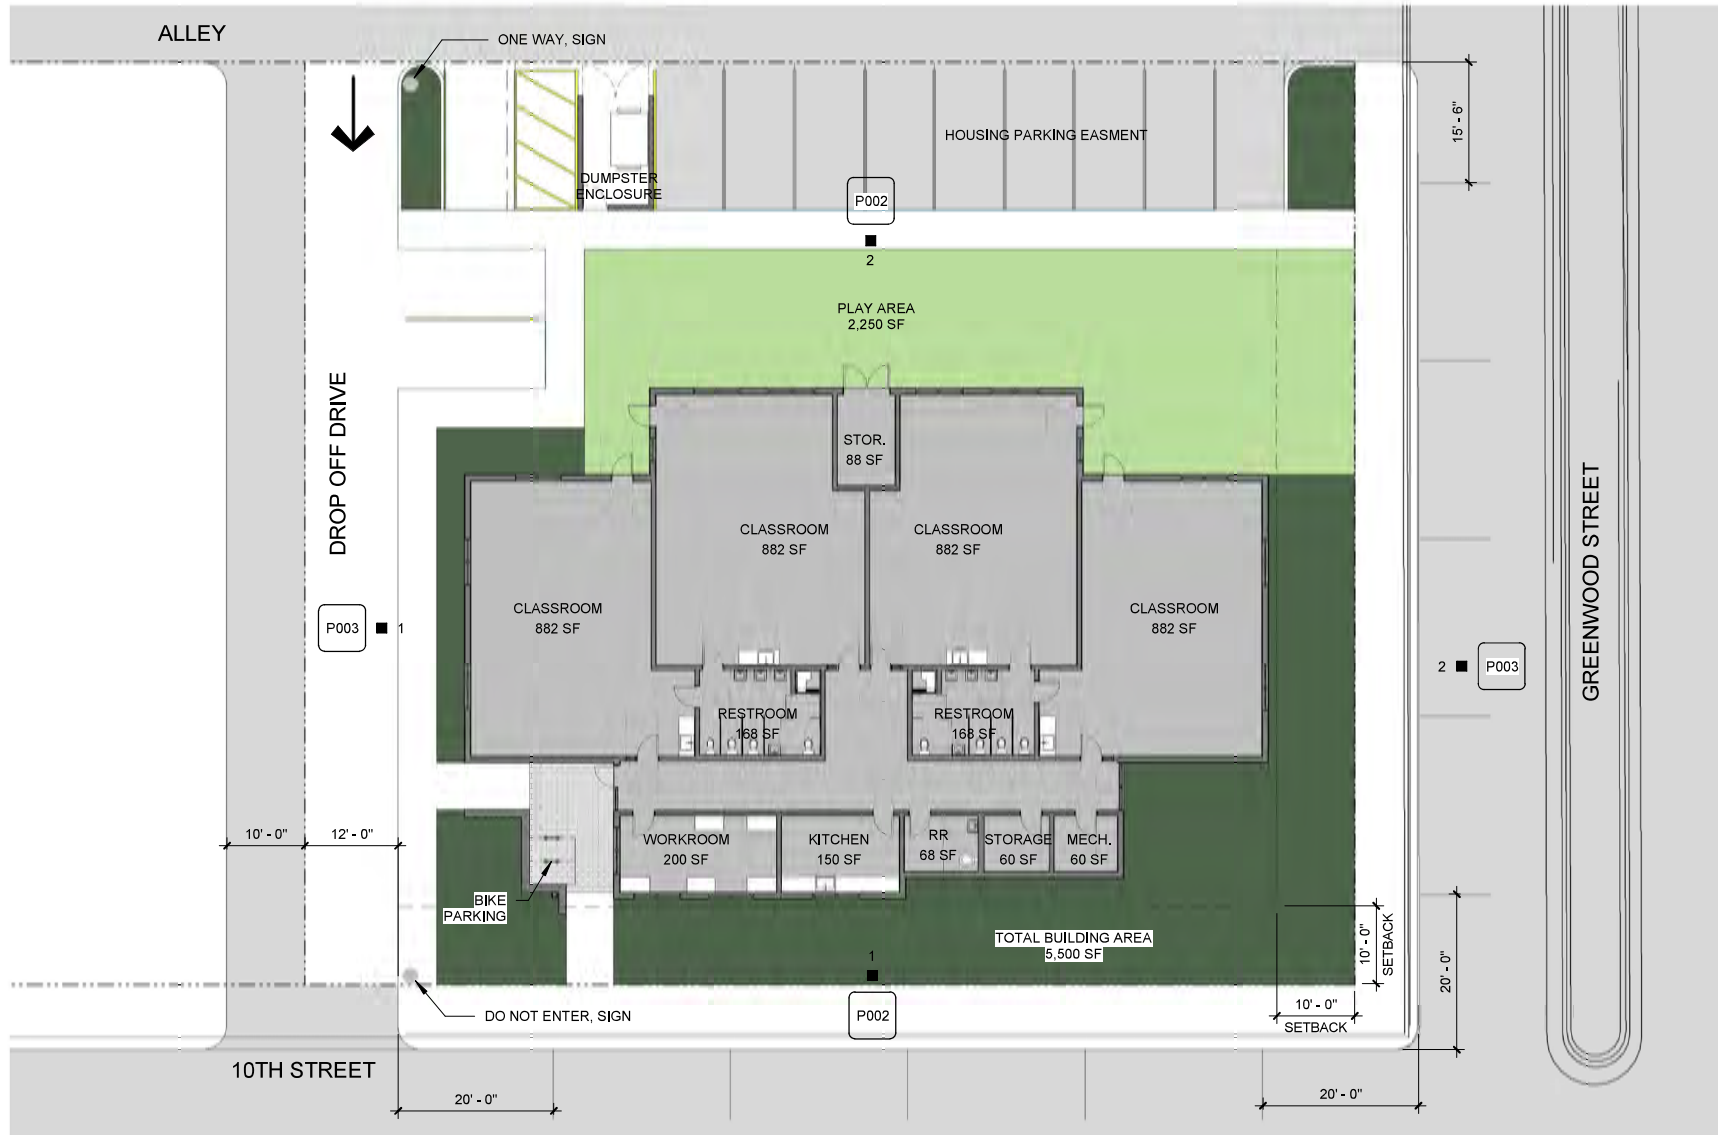 ALLEY
ONE WAY, SIGN
15' - 6"
HOUSING PARKING EASMENT
DUMPSTER
ENCLOSURE
P002
2
PLAY AREA
2,250 SF
DROP OFF DRIVE
STOR.
88 SF
CLASSROOM
882 SF
CLASSROOM
882 SF
CLASSROOM
882 SF
CLASSROOM
882 SF
P003
1
2
P003
GREENWOOD STREET
RESTROOM
168 SF
RESTROOM
168 SF
10' - 0"
12' - 0"
WORKROOM
200 SF
KITCHEN
150 SF
RR
68 SF
STORAGE
60 SF
MECH.
60 SF
BIKE
PARKING
TOTAL BUILDING AREA
5,500 SF
10' - 0"
SETBACK
20' - 0"
1
P002
10' - 0"
SETBACK
DO NOT ENTER, SIGN
10TH STREET
20' - 0"
20' - 0"